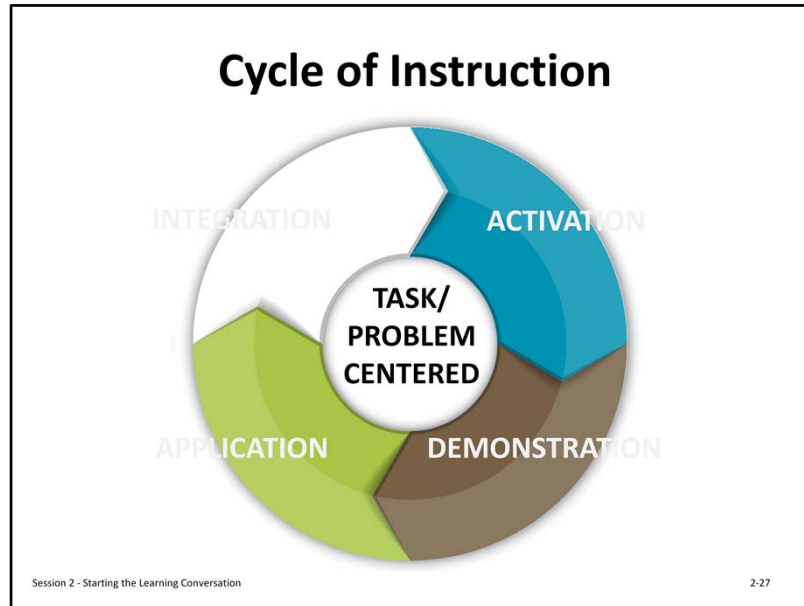 Cycle of Instruction
INTEGRATION
ACTIVATION
TASK/
PROBLEM
CENTERED
APPLICATION
DEMONSTRATION
Session 2 - Starting the Learning Conversation
2-27